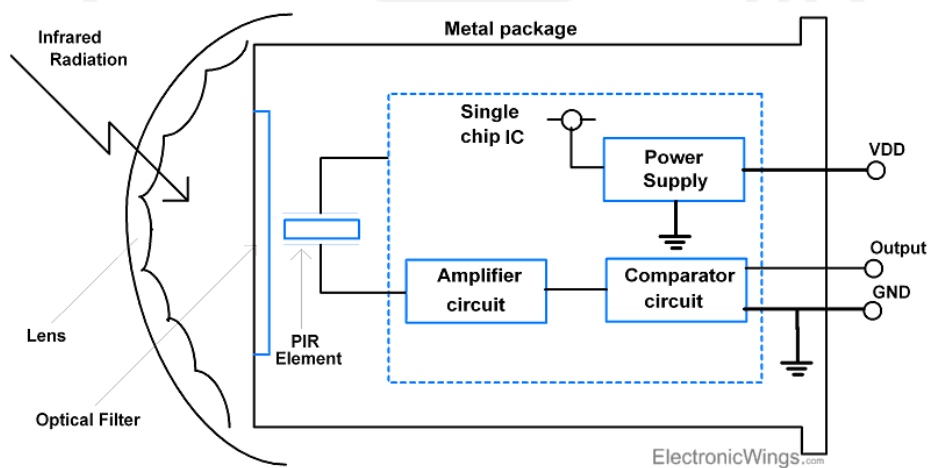 Infrared
Radiation
Metal package
Single
chip IC
Power
Supply
VDD
Amplifier
circuit
Comparator
circuit
Output
GND
Lens
PIR
Element
Optical Filter
ElectronicWings.com